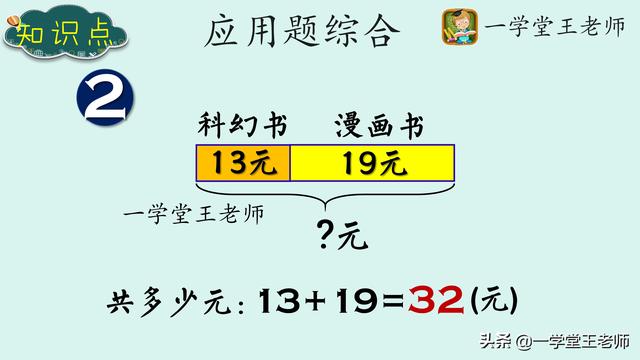 知识点
应用题综合
一学堂王老师
2
科幻书 漫画书
13元 19元
一学堂王老师
?元
共多少元:13+19=32(元)
头条 @一学堂王老师